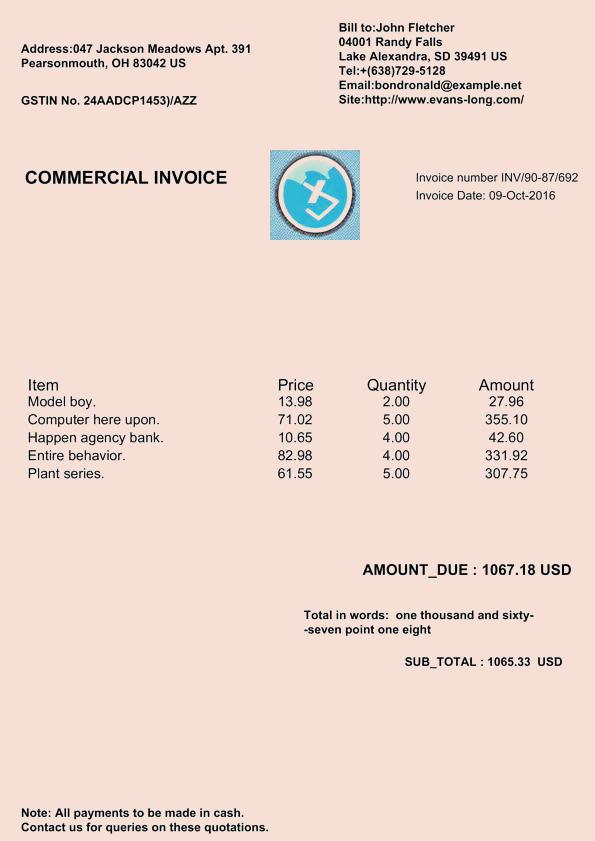 Address:047 Jackson Meadows Apt. 391
Pearsonmouth, OH 83042 US
GSTIN No. 24AADCP1453)/AZZ
Bill to:John Fletcher
04001 Randy Falls
Lake Alexandra, SD 39491 US
Tel:+(638)729-5128
Email:bondronald@example.net
Site:http://www.evans-long.com/
COMMERCIAL INVOICE
Invoice number INV/90-87/692
Invoice Date: 09-Oct-2016
Item Price Quantity Amount
Model boy. 13.98 2.00 27.96
Computer here upon. 71.02 5.00 355.10
Happen agency bank. 10.65 4.00 42.60
Entire behavior. 82.98 4.00 331.92
Plant series. 61.55 5.00 307.75
AMOUNT_DUE : 1067.18 USD
Total in words:  one thousand and sixty-
-seven point one eight
SUB_TOTAL : 1065.33  USD
Note: All payments to be made in cash.
Contact us for queries on these quotations.